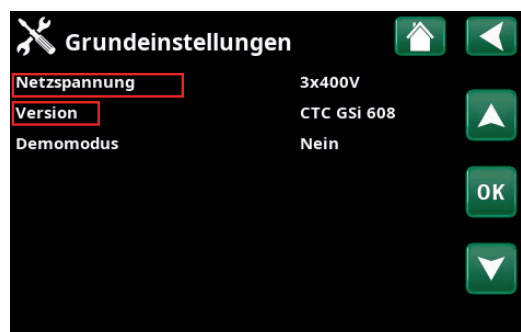 Grundeinstellungen
Netzspannung 3x400V
Version CTC GSi 608
Demomodus Nein
OK